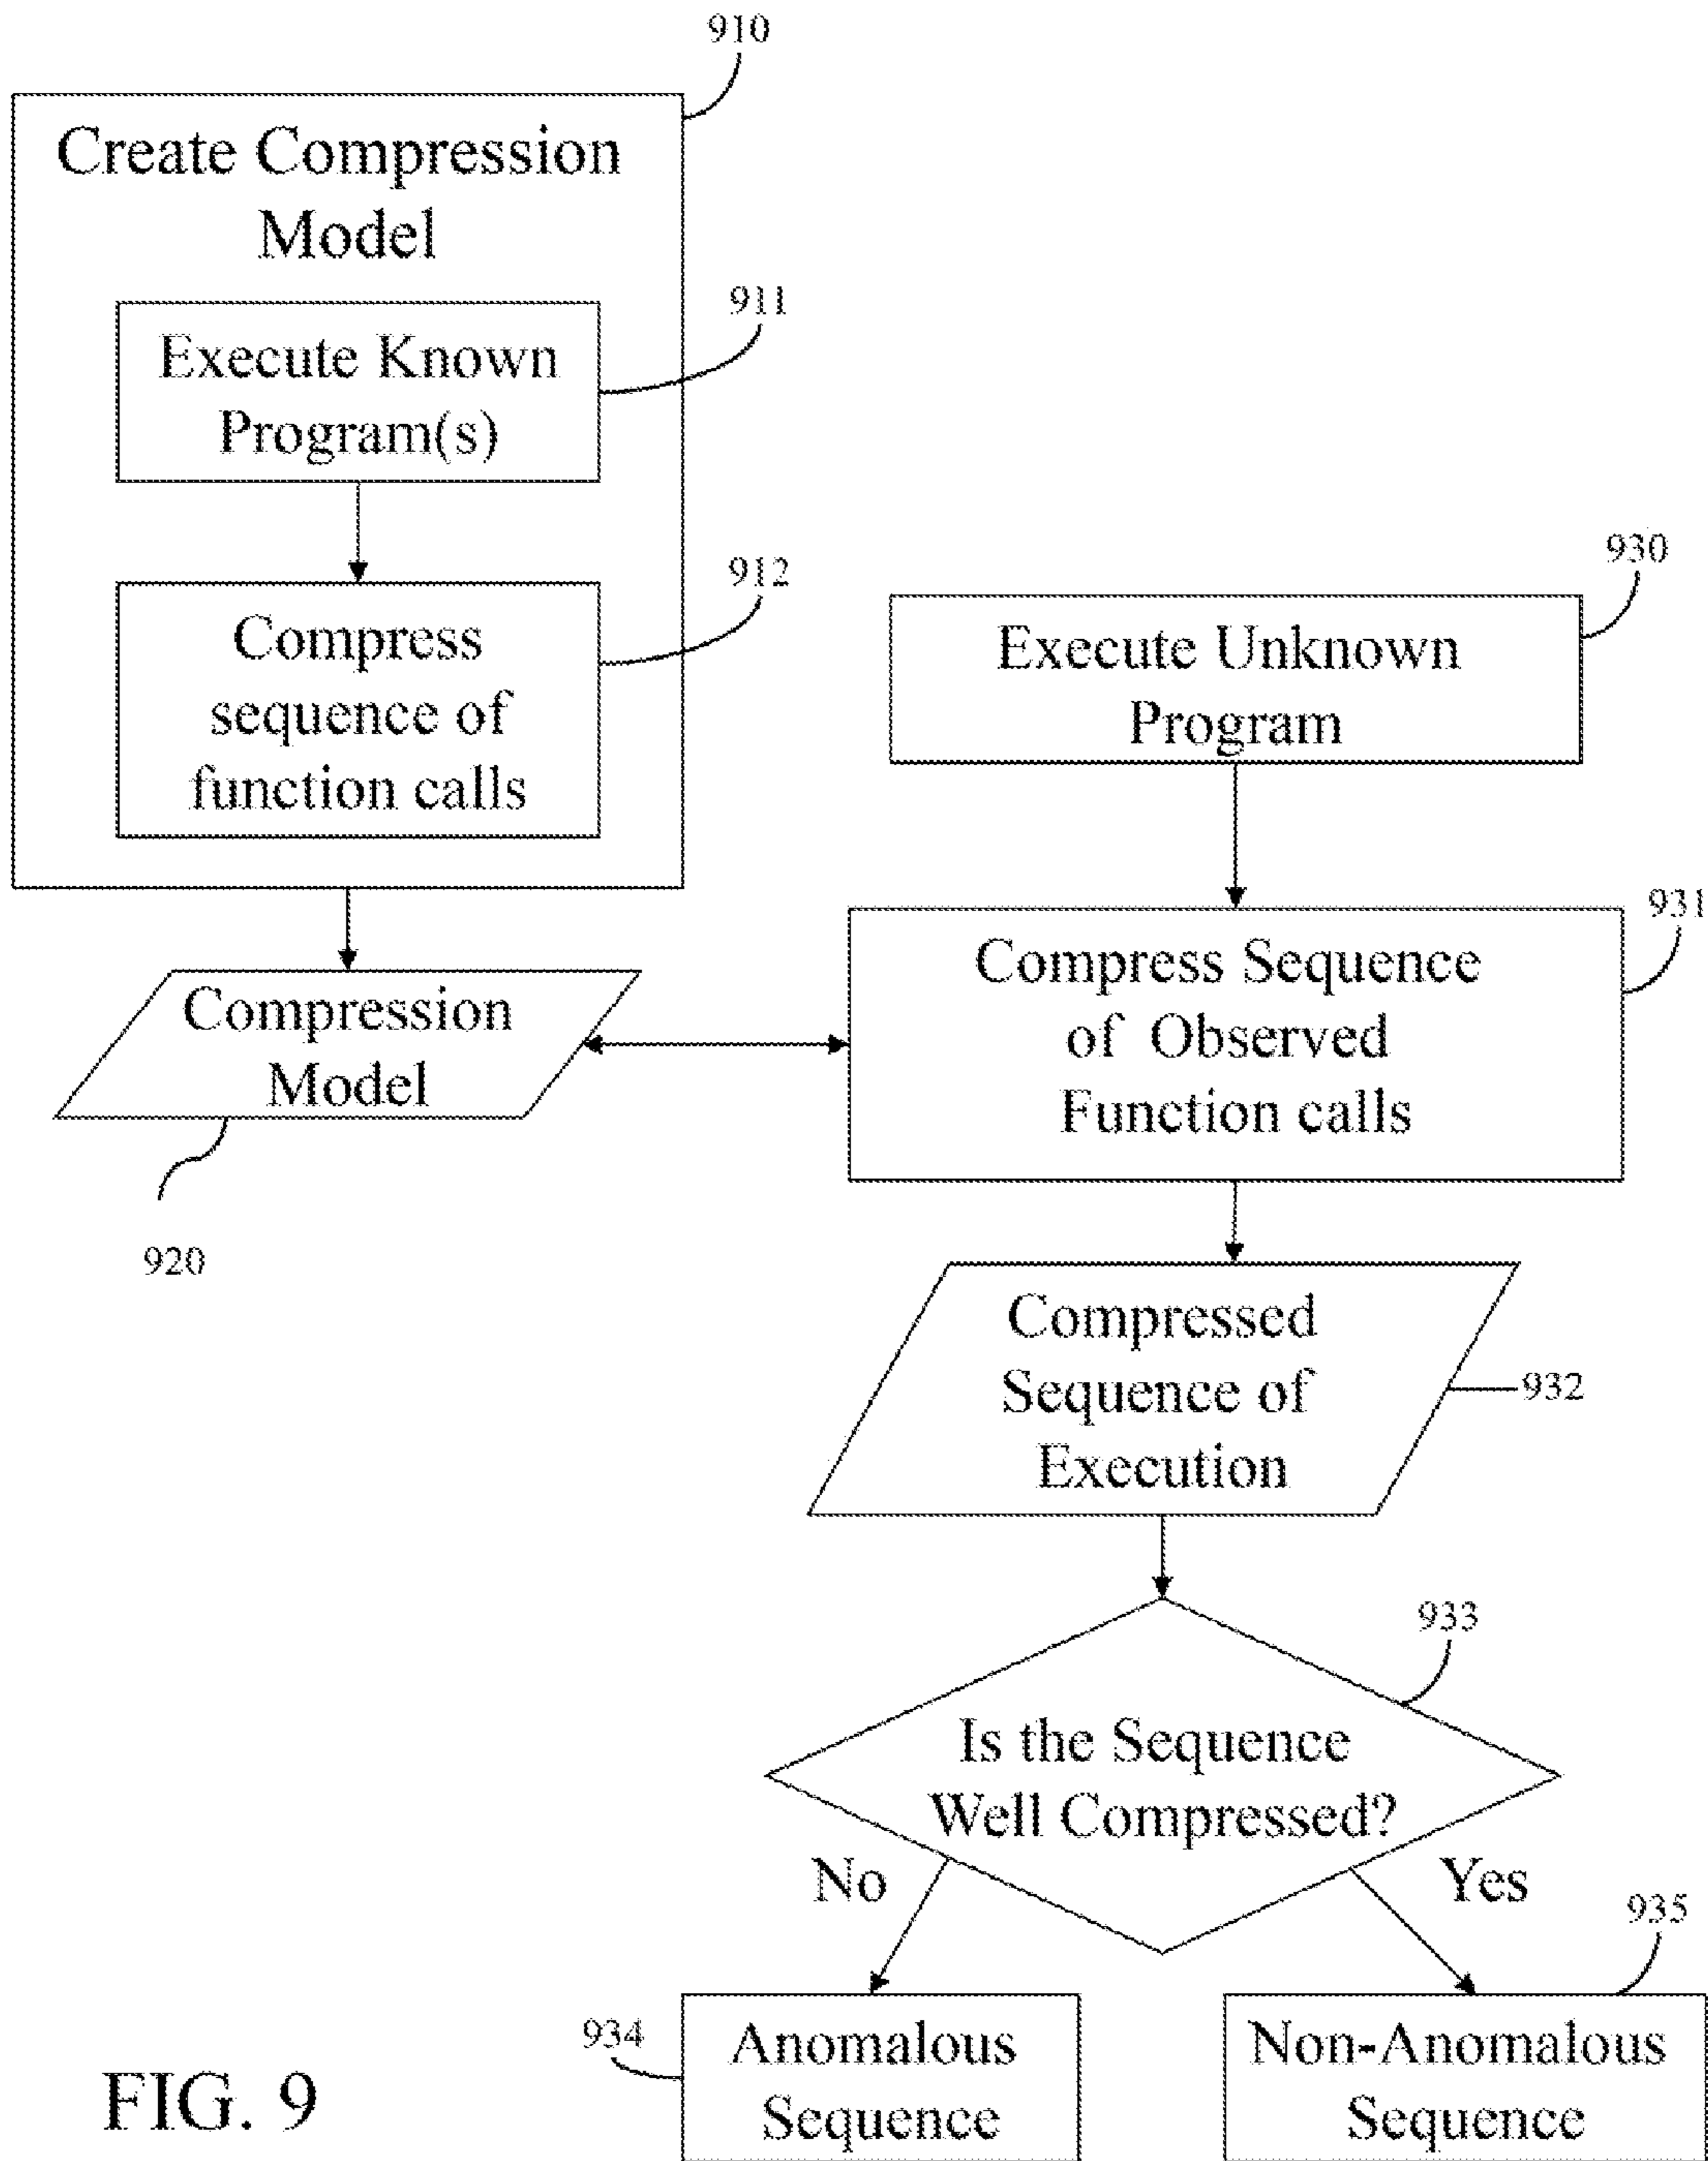 910
Create Compression
Model
911
Execute Known
Program(s)
912
Compress
sequence of
function calls
930
Execute Unknown
Program
931
Compression
Model
920
Compress Sequence
of Observed
Function calls
Compressed
Sequence of
Execution
932
933
Is the Sequence
Well Compressed?
No
Yes
934
Anomalous
Sequence
935
Non-Anomalous
Sequence
FIG. 9